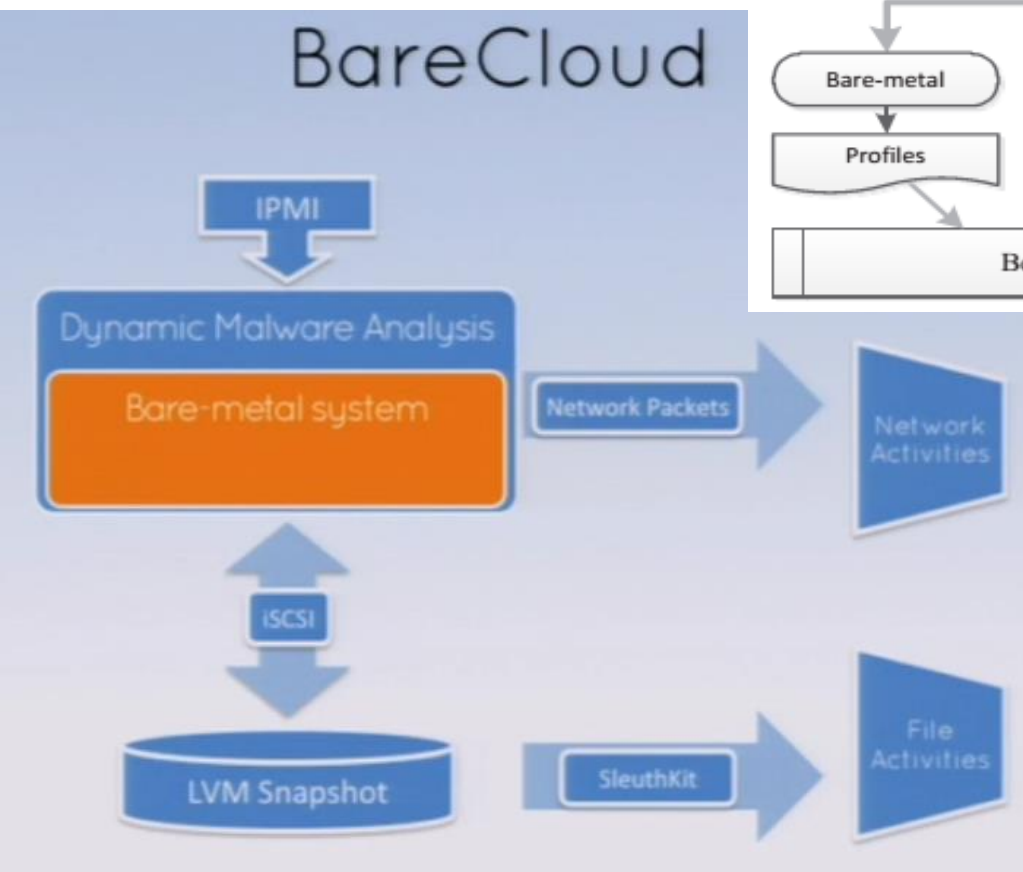 BareCloud
Bare-metal
Profiles
IPMI
Dynamic Malware Analysis
Bare-metal system
Network Packets
Network
Activities
iSCSI
LVM Snapshot
SleuthKit
File
Activities